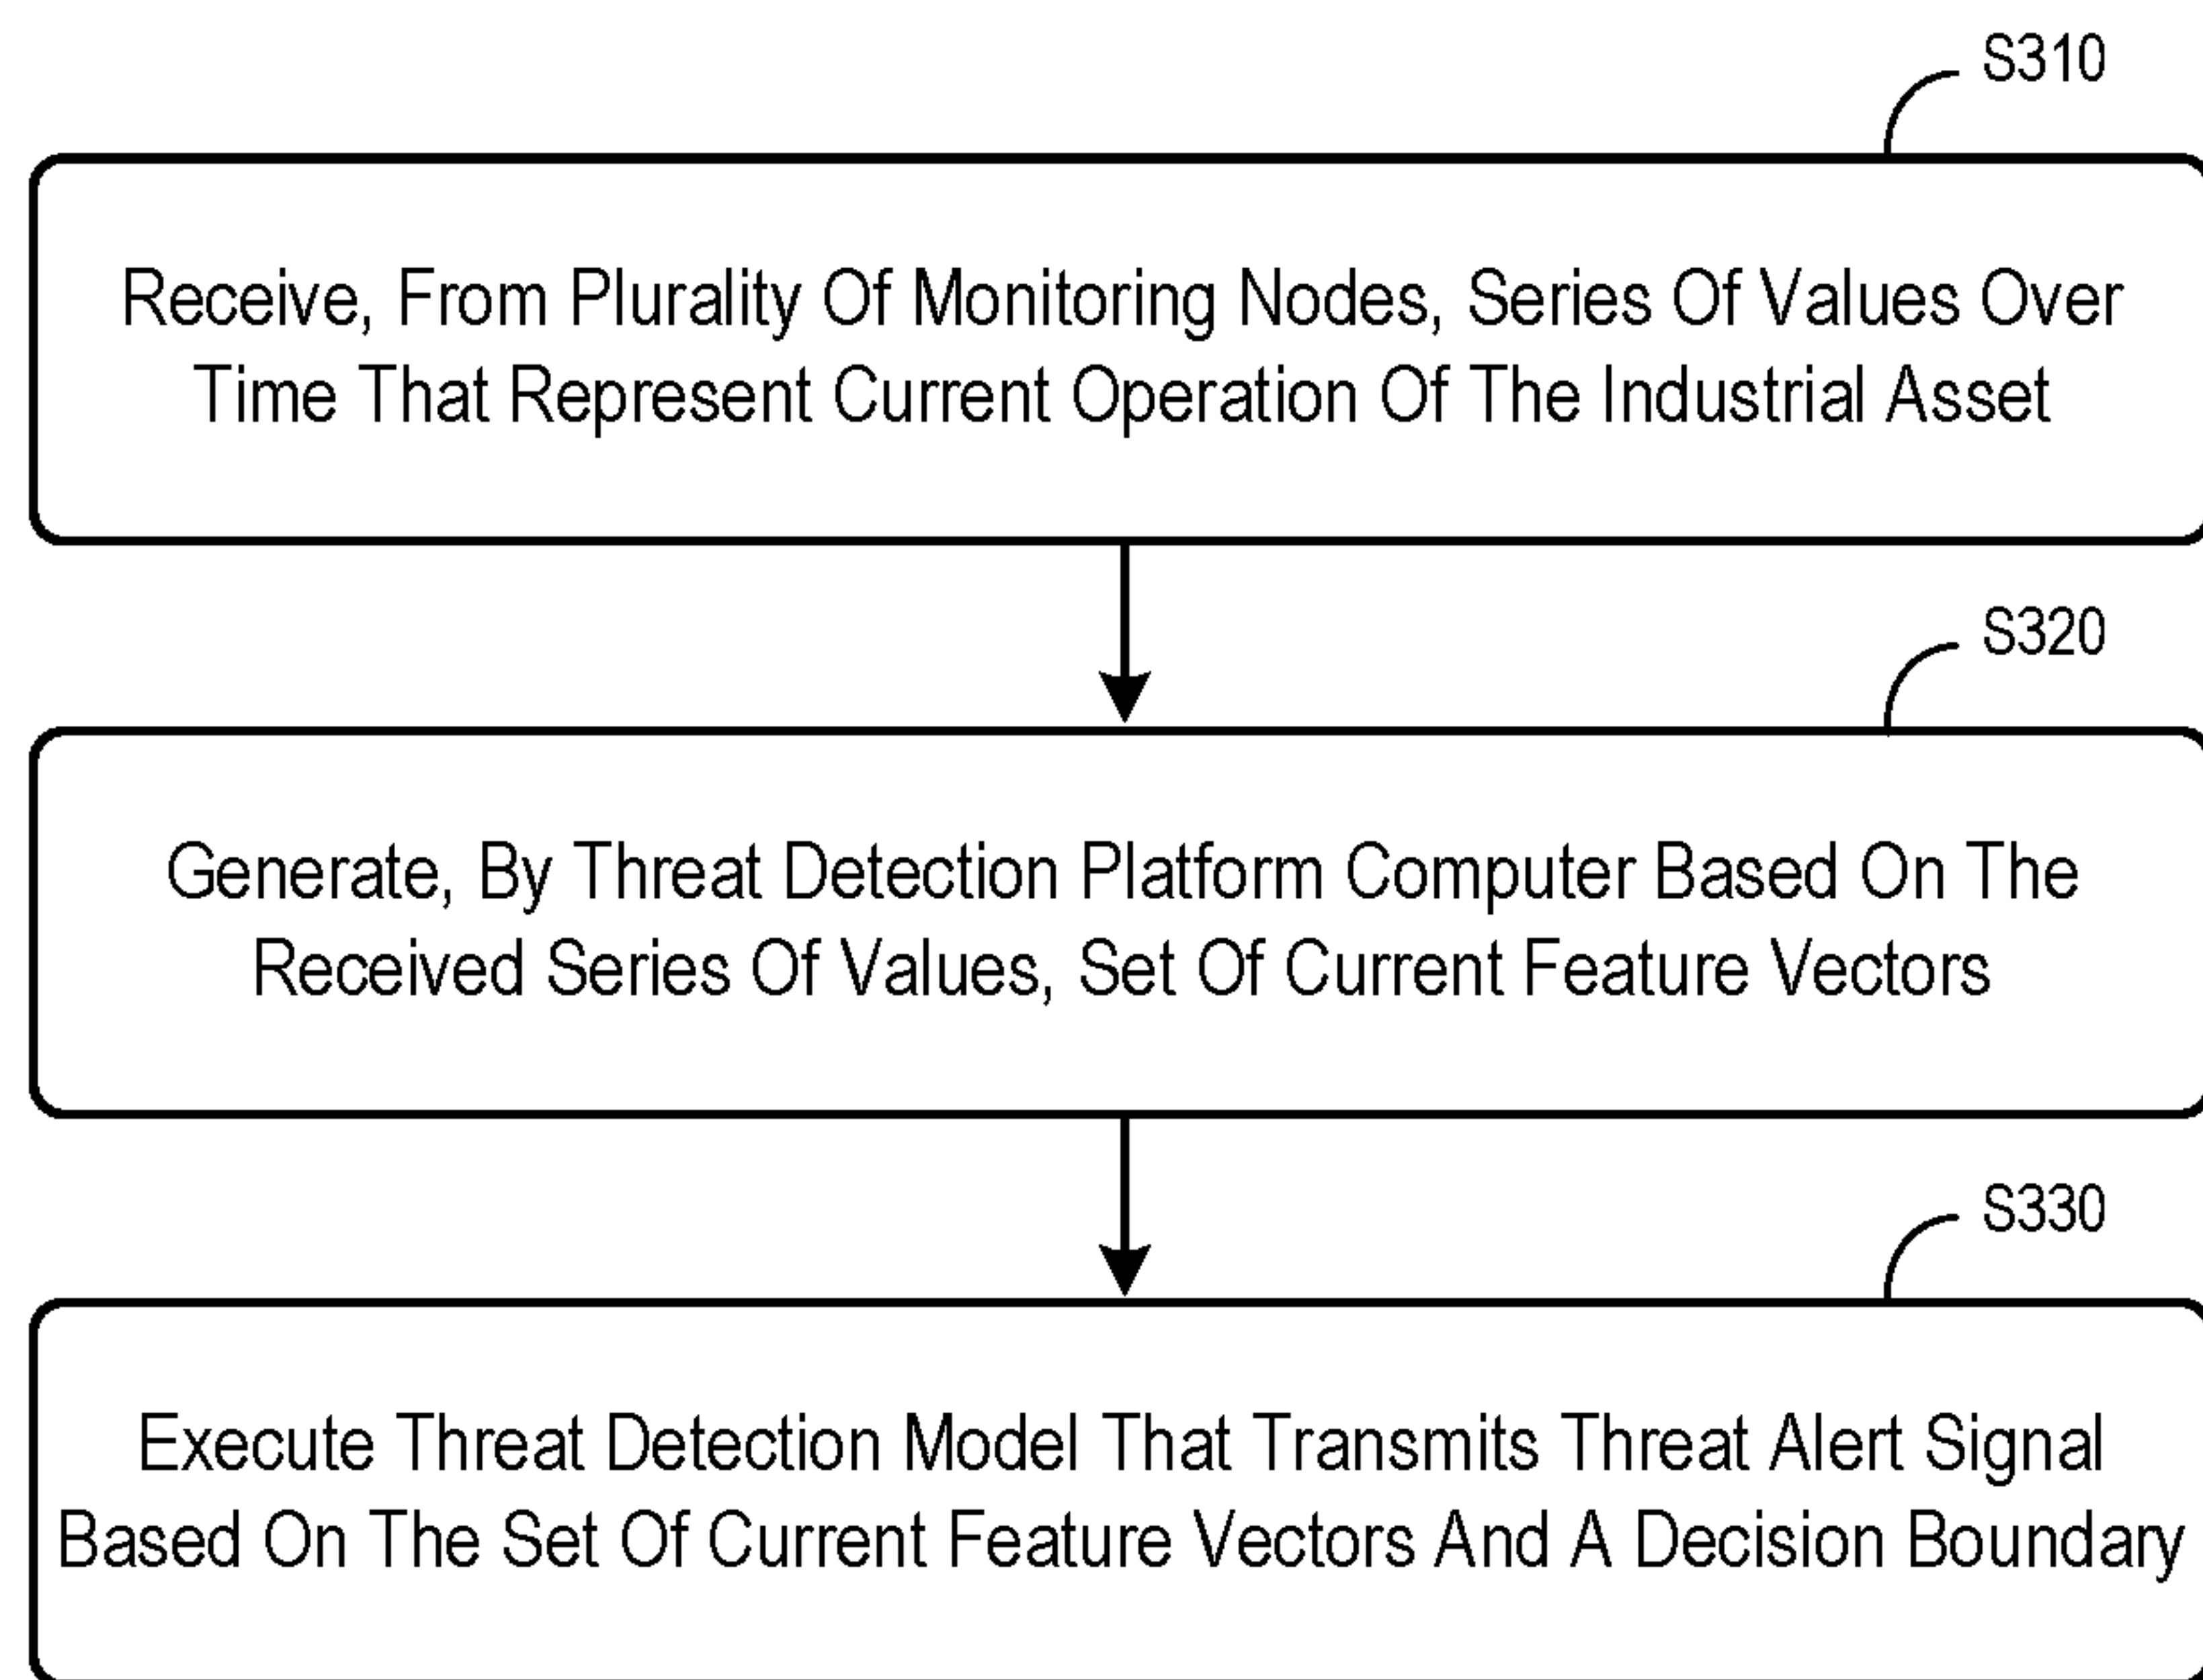 S310
Receive, From Plurality Of Monitoring Nodes, Series Of Values Over
Time That Represent Current Operation Of The Industrial Asset
S320
Generate, By Threat Detection Platform Computer Based On The
Received Series Of Values, Set Of Current Feature Vectors
S330
Execute Threat Detection Model That Transmits Threat Alert Signal
Based On The Set Of Current Feature Vectors And A Decision Boundary